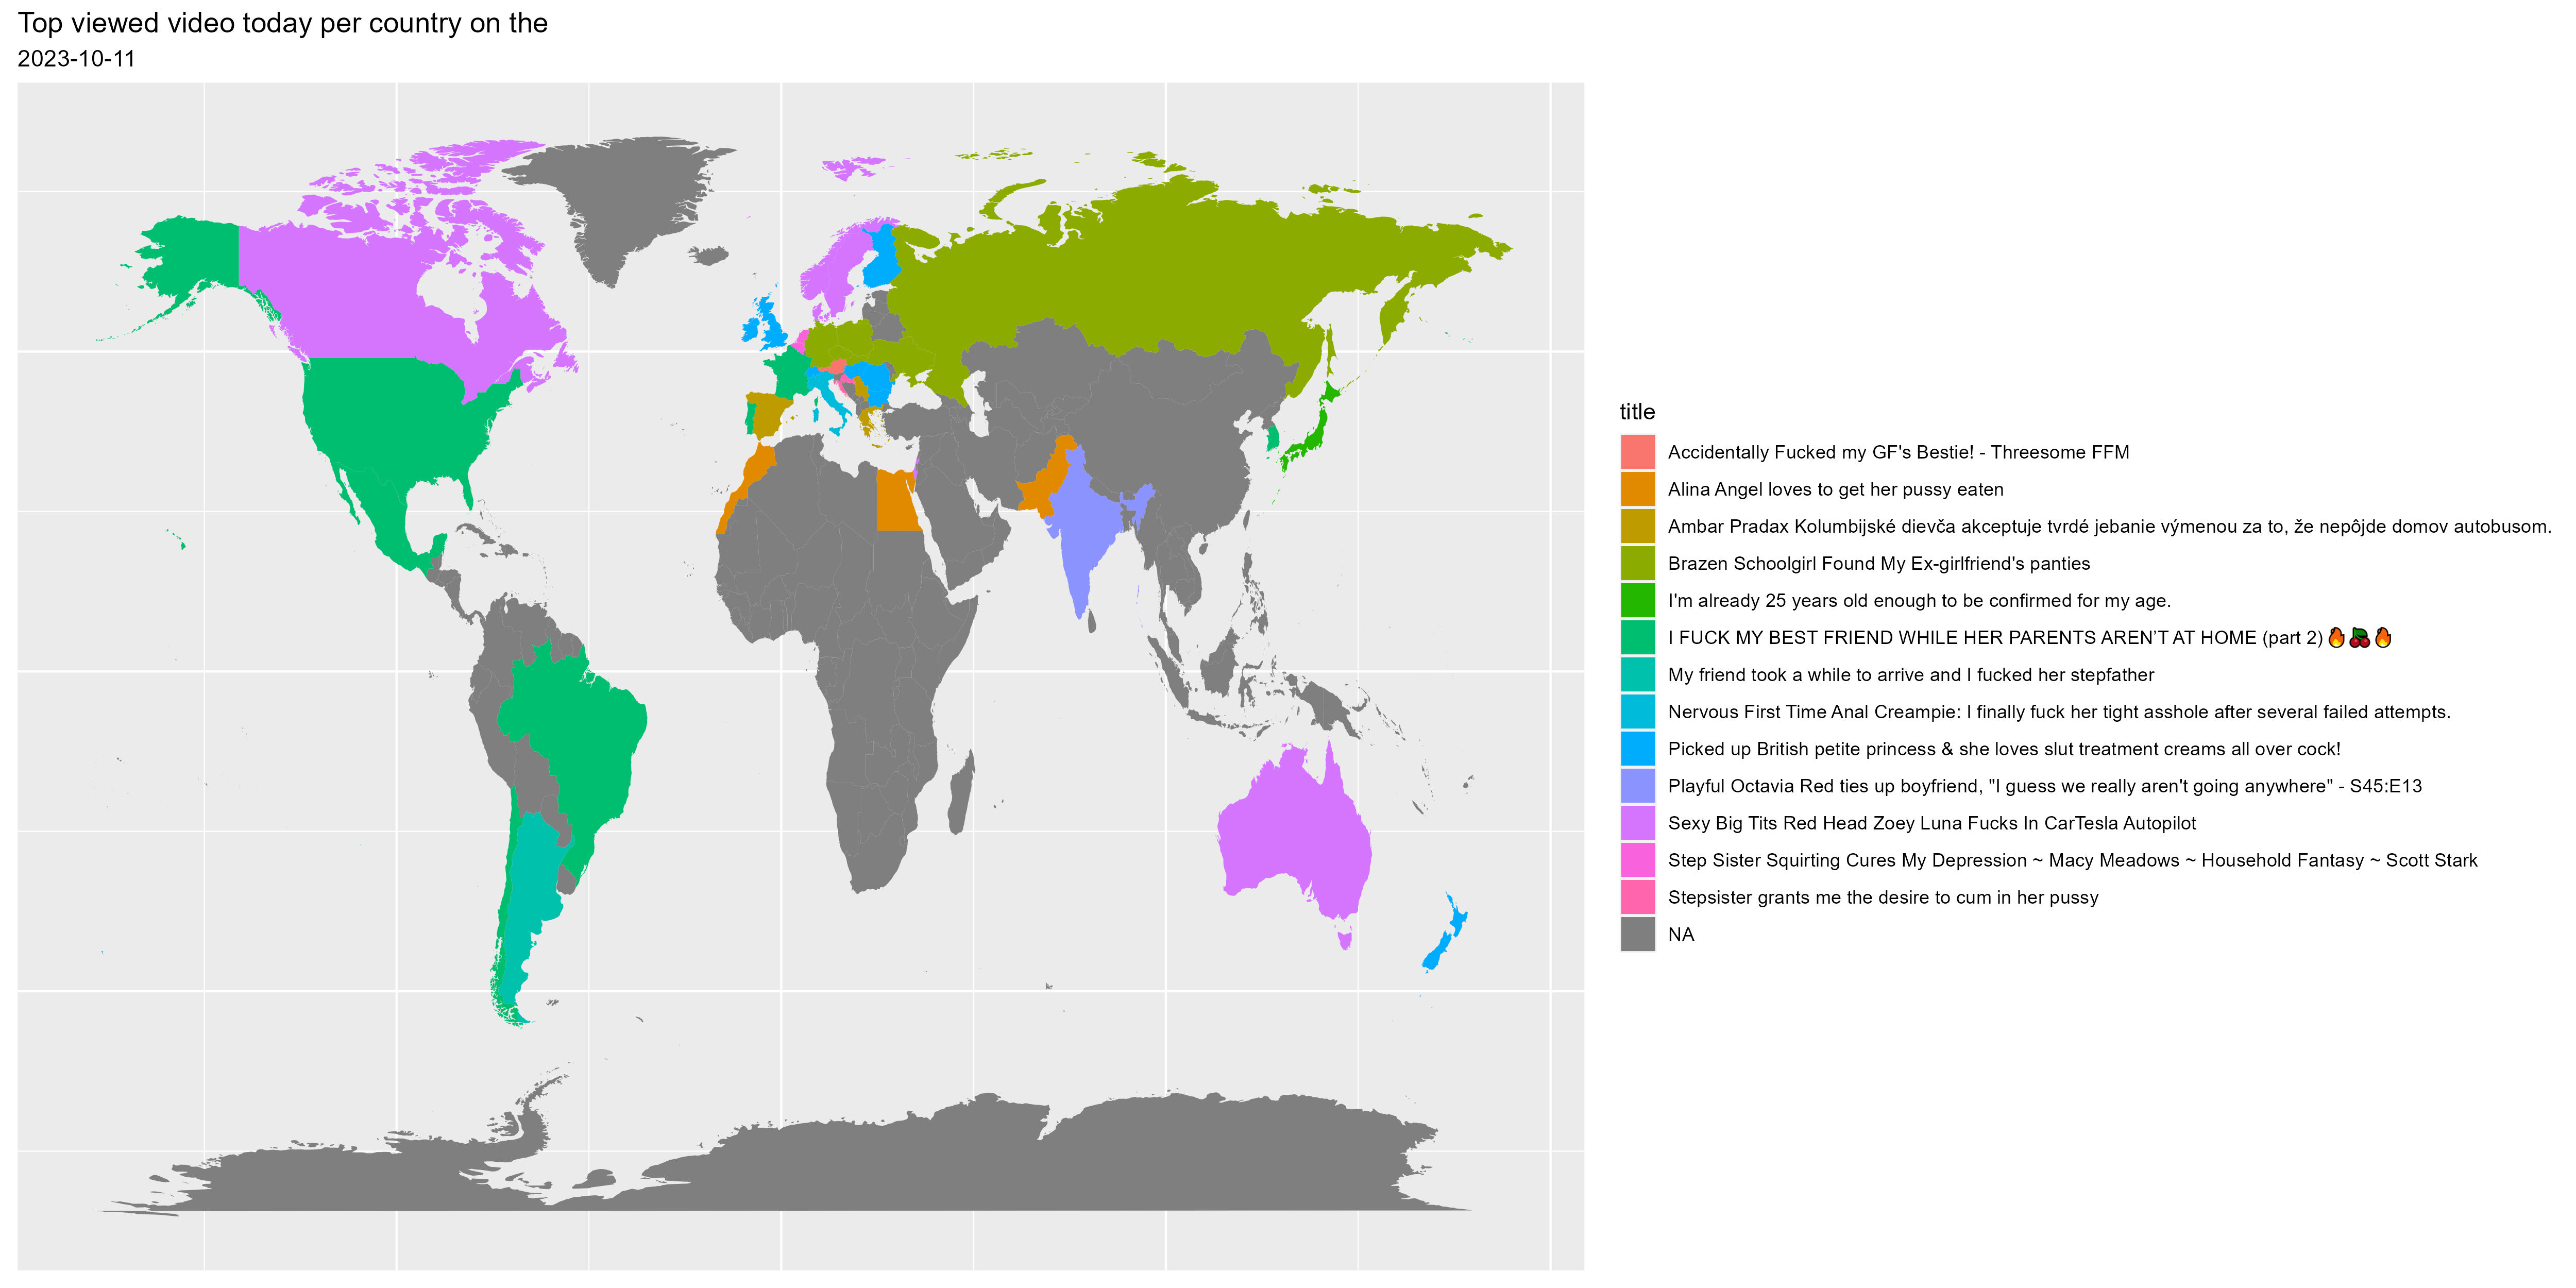 Top viewed video today per country on the
2023-10-11
title
Accidentally Fucked my GF's Bestie! - Threesome FFM
Alina Angel loves to get her pussy eaten
Ambar Pradax Kolumbijské dievča akceptuje tvrdé jebanie výmenou za to, že nepôjde domov autobusom.
Brazen Schoolgirl Found My Ex-girlfriend's panties
I'm already 25 years old enough to be confirmed for my age.
I FUCK MY BEST FRIEND WHILE HER PARENTS AREN’T AT HOME (part 2)🔥🍒🔥
My friend took a while to arrive and I fucked her stepfather
Nervous First Time Anal Creampie: I finally fuck her tight asshole after several failed attempts.
Picked up British petite princess & she loves slut treatment creams all over cock!
Playful Octavia Red ties up boyfriend, "I guess we really aren't going anywhere" - S45:E13
Sexy Big Tits Red Head Zoey Luna Fucks In CarTesla Autopilot
Step Sister Squirting Cures My Depression ~ Macy Meadows ~ Household Fantasy ~ Scott Stark
Stepsister grants me the desire to cum in her pussy
NA